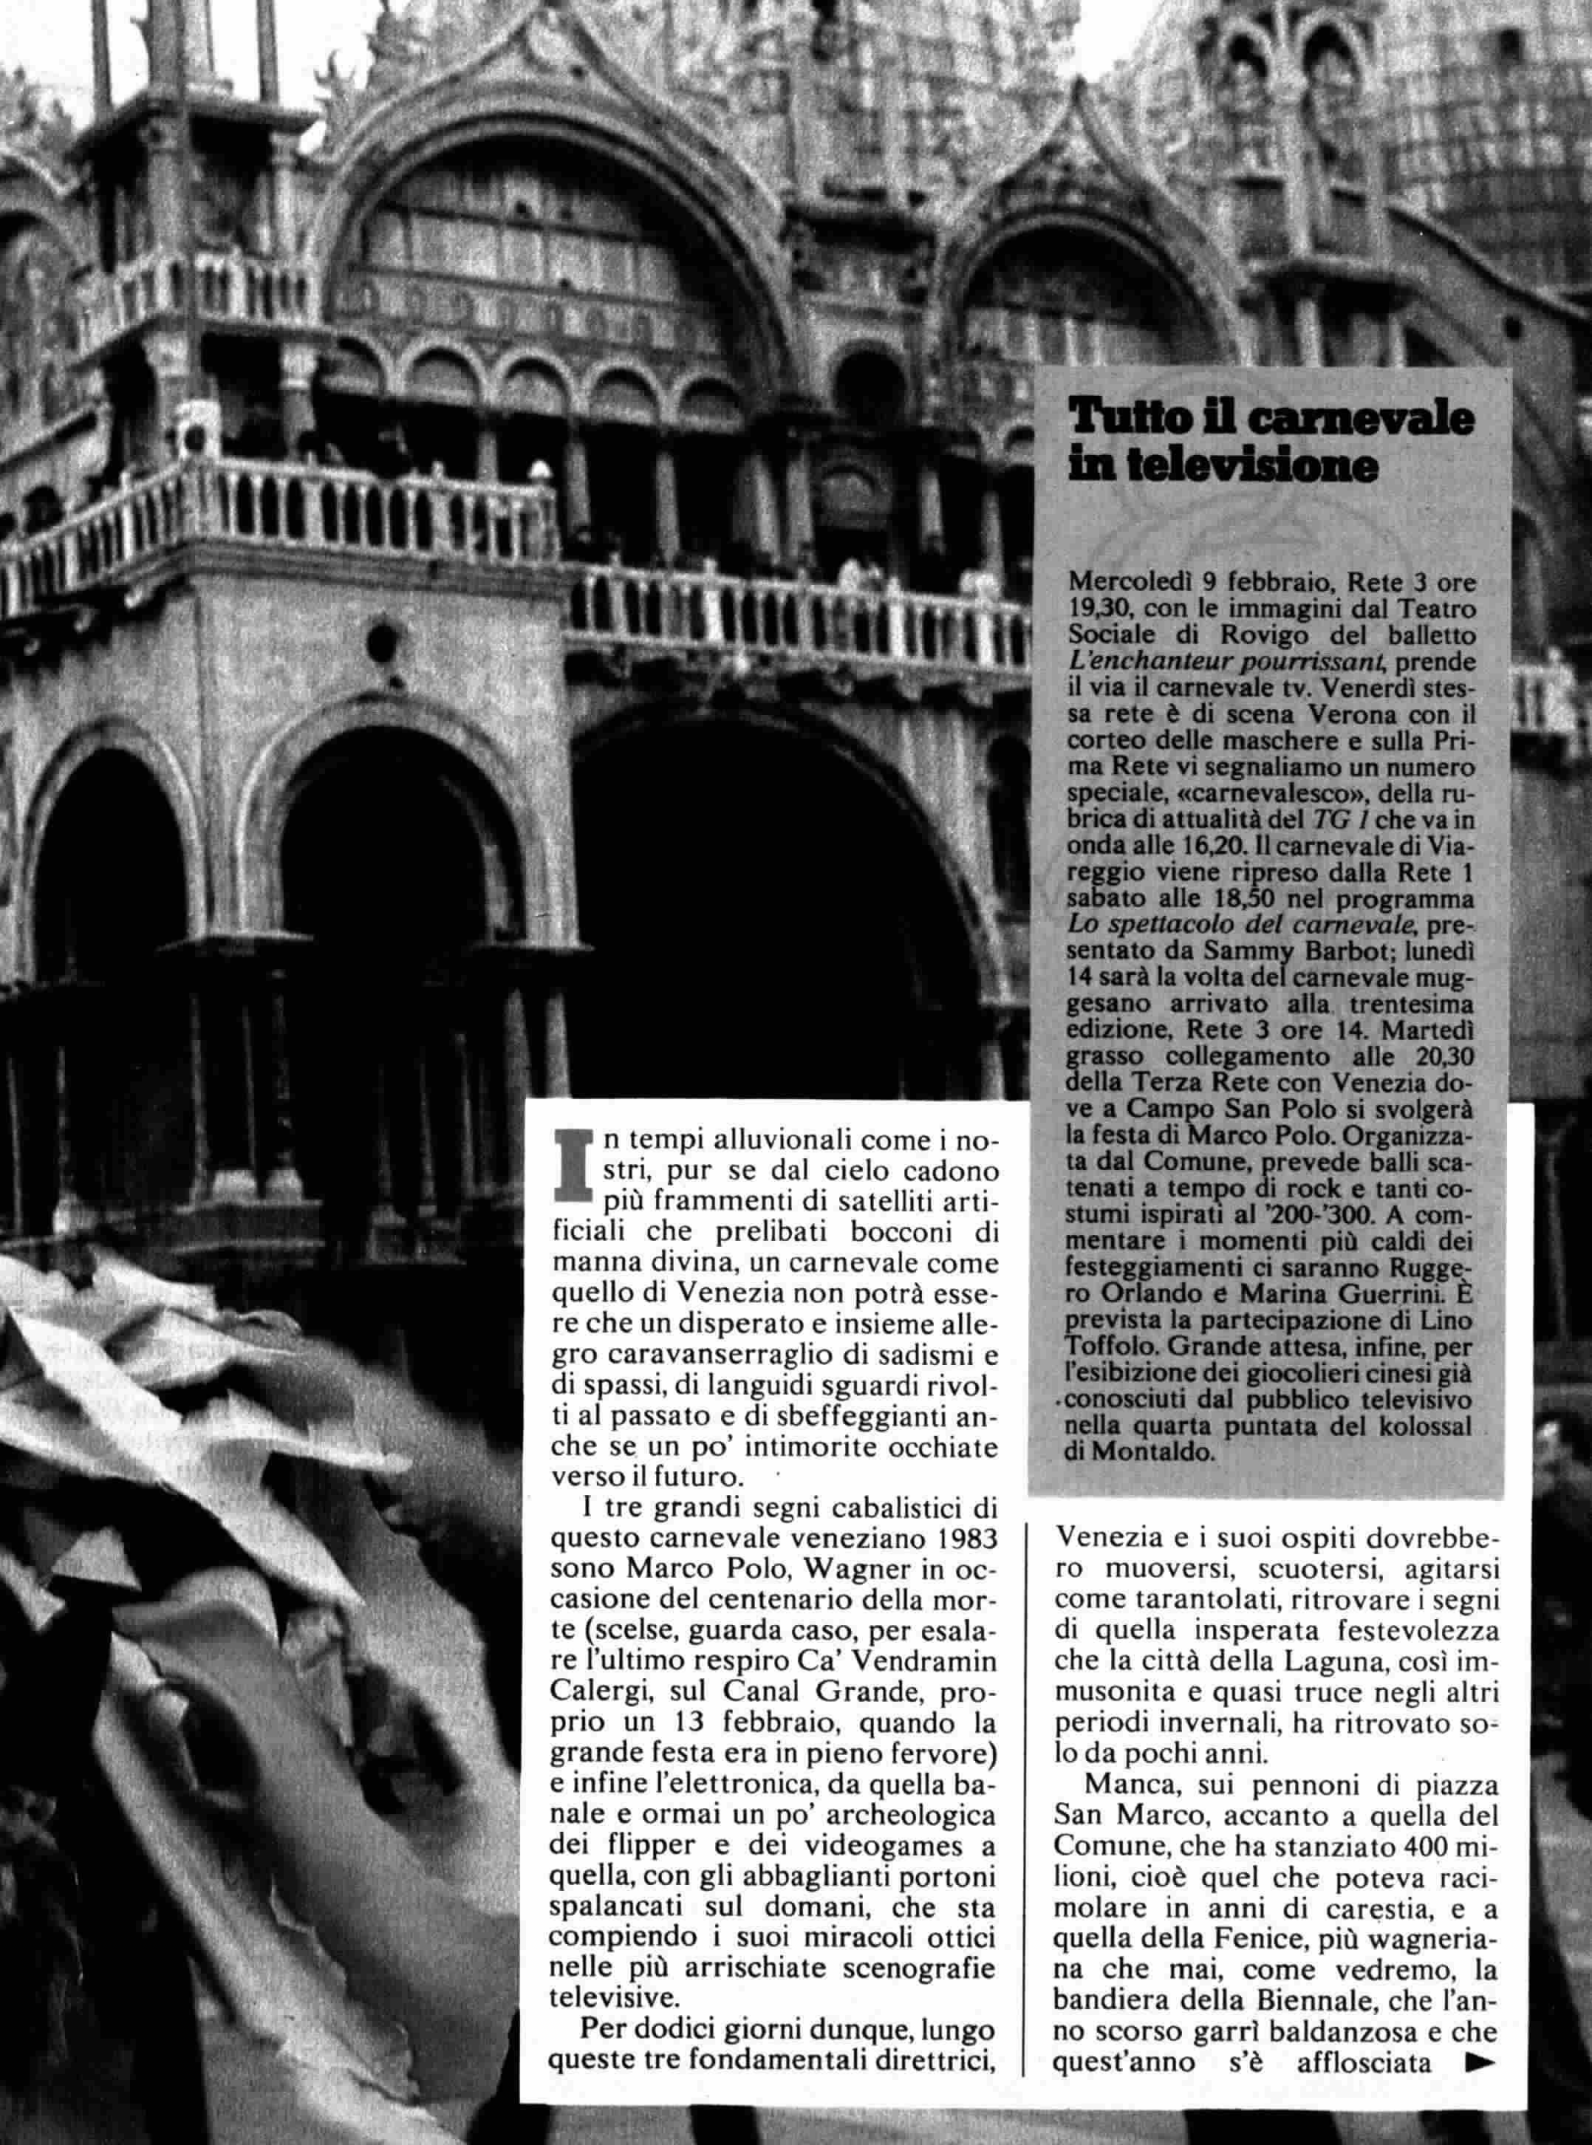 Tutto il carnevale
in televisione
Mercoledì 9 febbraio, Rete 3 ore
19,30, con le immagini dal Teatro
Sociale di Rovigo del balletto
L'enchanteur pourrissant, prende
il via il carnevale tv. Venerdì stes-
sa rete è di scena Verona con il
corteo delle maschere e sulla Pri-
ma Rete vi segnaliamo un numero
speciale, «carnevalesco», della ru-
brica di attualità del TG 1 che va in
onda alle 16,20. Il carnevale di Via-
reggio viene ripreso dalla Rete 1
sabato alle 18,50 nel programma
Lo spettacolo del carnevale, pre-
sentato da Sammy Barbot; lunedì
14 sarà la volta del carnevale mug-
gesano arrivato alla trentesima
edizione, Rete 3 ore 14. Martedì
grasso collegamento alle 20,30
della Terza Rete con Venezia do-
ve a Campo San Polo si svolgerà
la festa di Marco Polo. Organizza-
ta dal Comune, prevede balli sca-
tenati a tempo di rock e tanti co-
stumi ispirati al '200-'300. A com-
mentare i momenti più caldi dei
festeggiamenti ci saranno Rugge-
ro Orlando e Marina Guerrini. È
prevista la partecipazione di Lino
Toffolo. Grande attesa, infine, per
l'esibizione dei giocolieri cinesi già
conosciuti dal pubblico televisivo
nella quarta puntata del kolossal
di Montaldo.
In tempi alluvionali come i no-
stri, pur se dal cielo cadono
più frammenti di satelliti arti-
ficiali che prelibati bocconi di
manna divina, un carnevale come
quello di Venezia non potrà esse-
re che un disperato e insieme alle-
gro caravanserraglio di sadismi e
di spassi, di languidi sguardi rivol-
ti al passato e di sbeffeggianti an-
che se un po' intimorite occhiate
verso il futuro.
I tre grandi segni cabalistici di
questo carnevale veneziano 1983
sono Marco Polo, Wagner in oc-
casione del centenario della mor-
te (scelse, guarda caso, per esala-
re l'ultimo respiro Ca' Vendramin
Calergi, sul Canal Grande, pro-
prio un 13 febbraio, quando la
grande festa era in pieno fervore)
e infine l'elettronica, da quella ba-
nale e ormai un po' archeologica
dei flipper e dei videogames a
quella, con gli abbaglianti portoni
spalancati sul domani, che sta
compiendo i suoi miracoli ottici
nelle più arrischiate scenografie
televisive.
Per dodici giorni dunque, lungo
queste tre fondamentali direttrici,
Venezia e i suoi ospiti dovrebbe-
ro muoversi, scuotersi, agitarsi
come tarantolati, ritrovare i segni
di quella insperata festevolezza
che la città della Laguna, così im-
musonita e quasi truce negli altri
periodi invernali, ha ritrovato so-
lo da pochi anni.
Manca, sui pennoni di piazza
San Marco, accanto a quella del
Comune, che ha stanziato 400 mi-
lioni, cioè quel che poteva raci-
molare in anni di carestia, e a
quella della Fenice, più wagneria-
na che mai, come vedremo, la
bandiera della Biennale, che l'an-
no scorso garrì baldanzosa e che
quest'anno s'è afflosciata ►